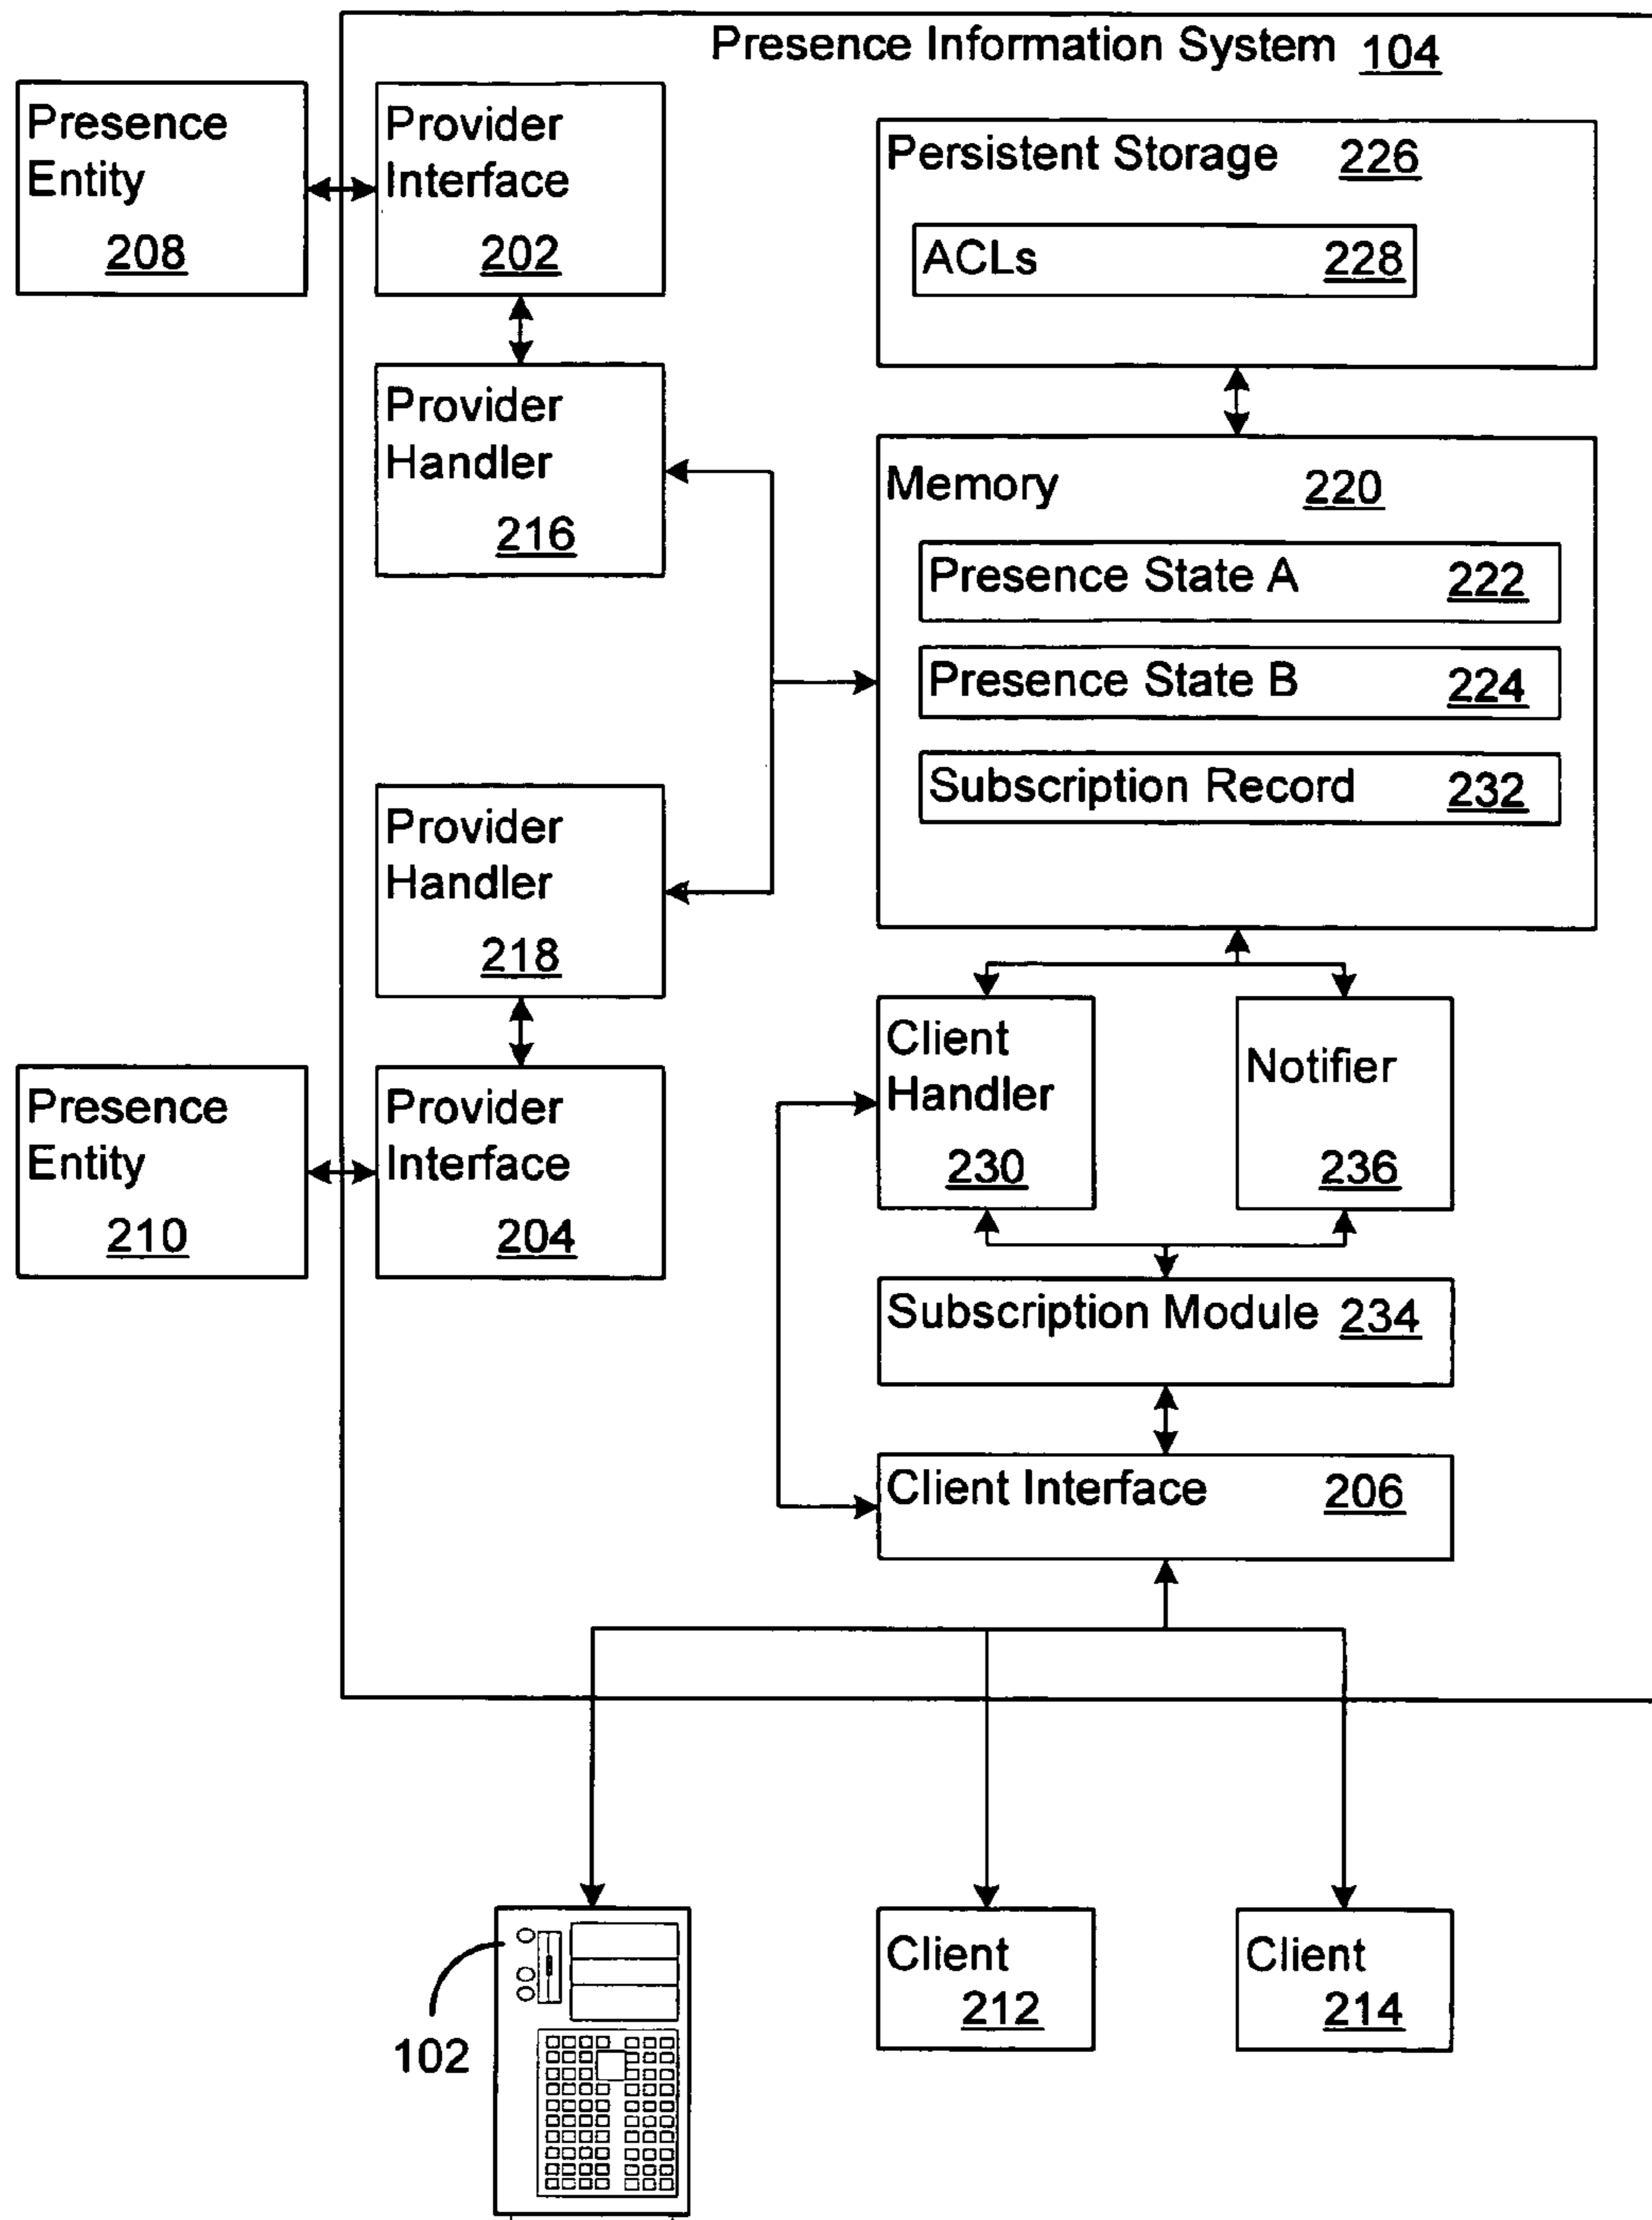 Presence Information System 104
Presence
Entity
208
Provider
Interface
202
Persistent Storage 226
ACLs 228
Provider
Handler
216
Memory 220
Presence State A 222
Presence State B 224
Subscription Record 232
Provider
Handler
218
Client
Handler
230
Notifier
236
Presence
Entity
210
Provider
Interface
204
Subscription Module 234
Client Interface 206
102
Client
212
Client
214